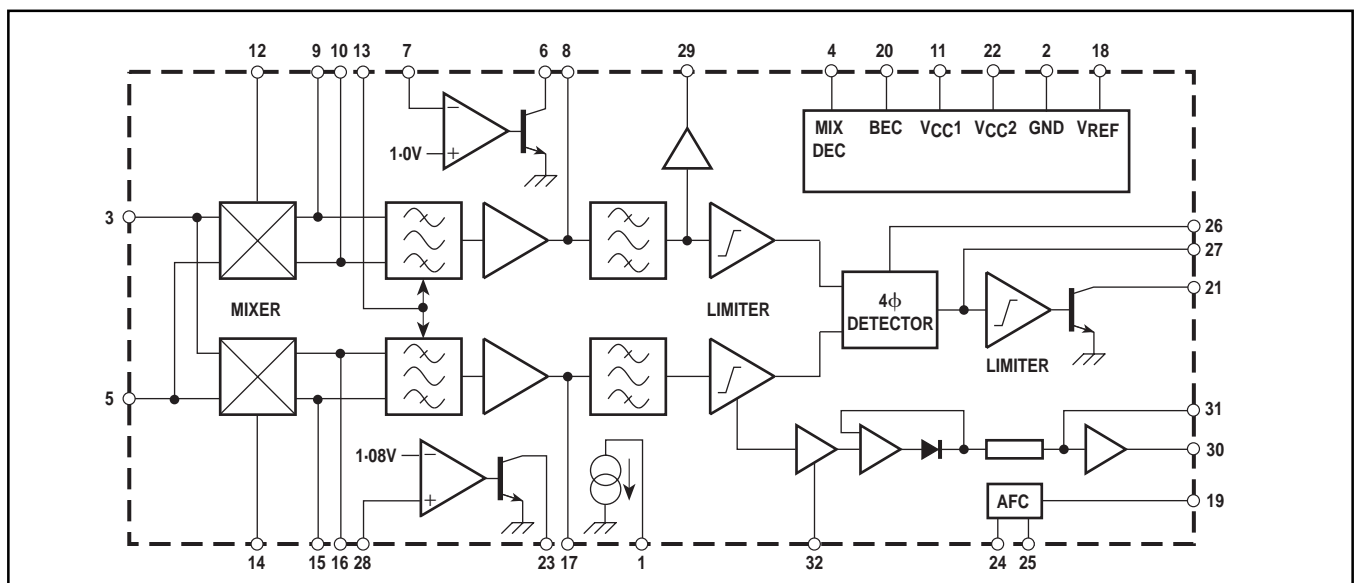 12 9 10 13 7 6 8 29 4 20 11 22 2 18
MIX DEC
BEC
VCC1
VCC2
GND
VREF
−
1·0V +
3
26
27
4ϕ DETECTOR
21
MIXER
LIMITER
LIMITER
5
31
1·08V −
+
30
AFC
19
14 15 16 28 23 17 1 32 24 25